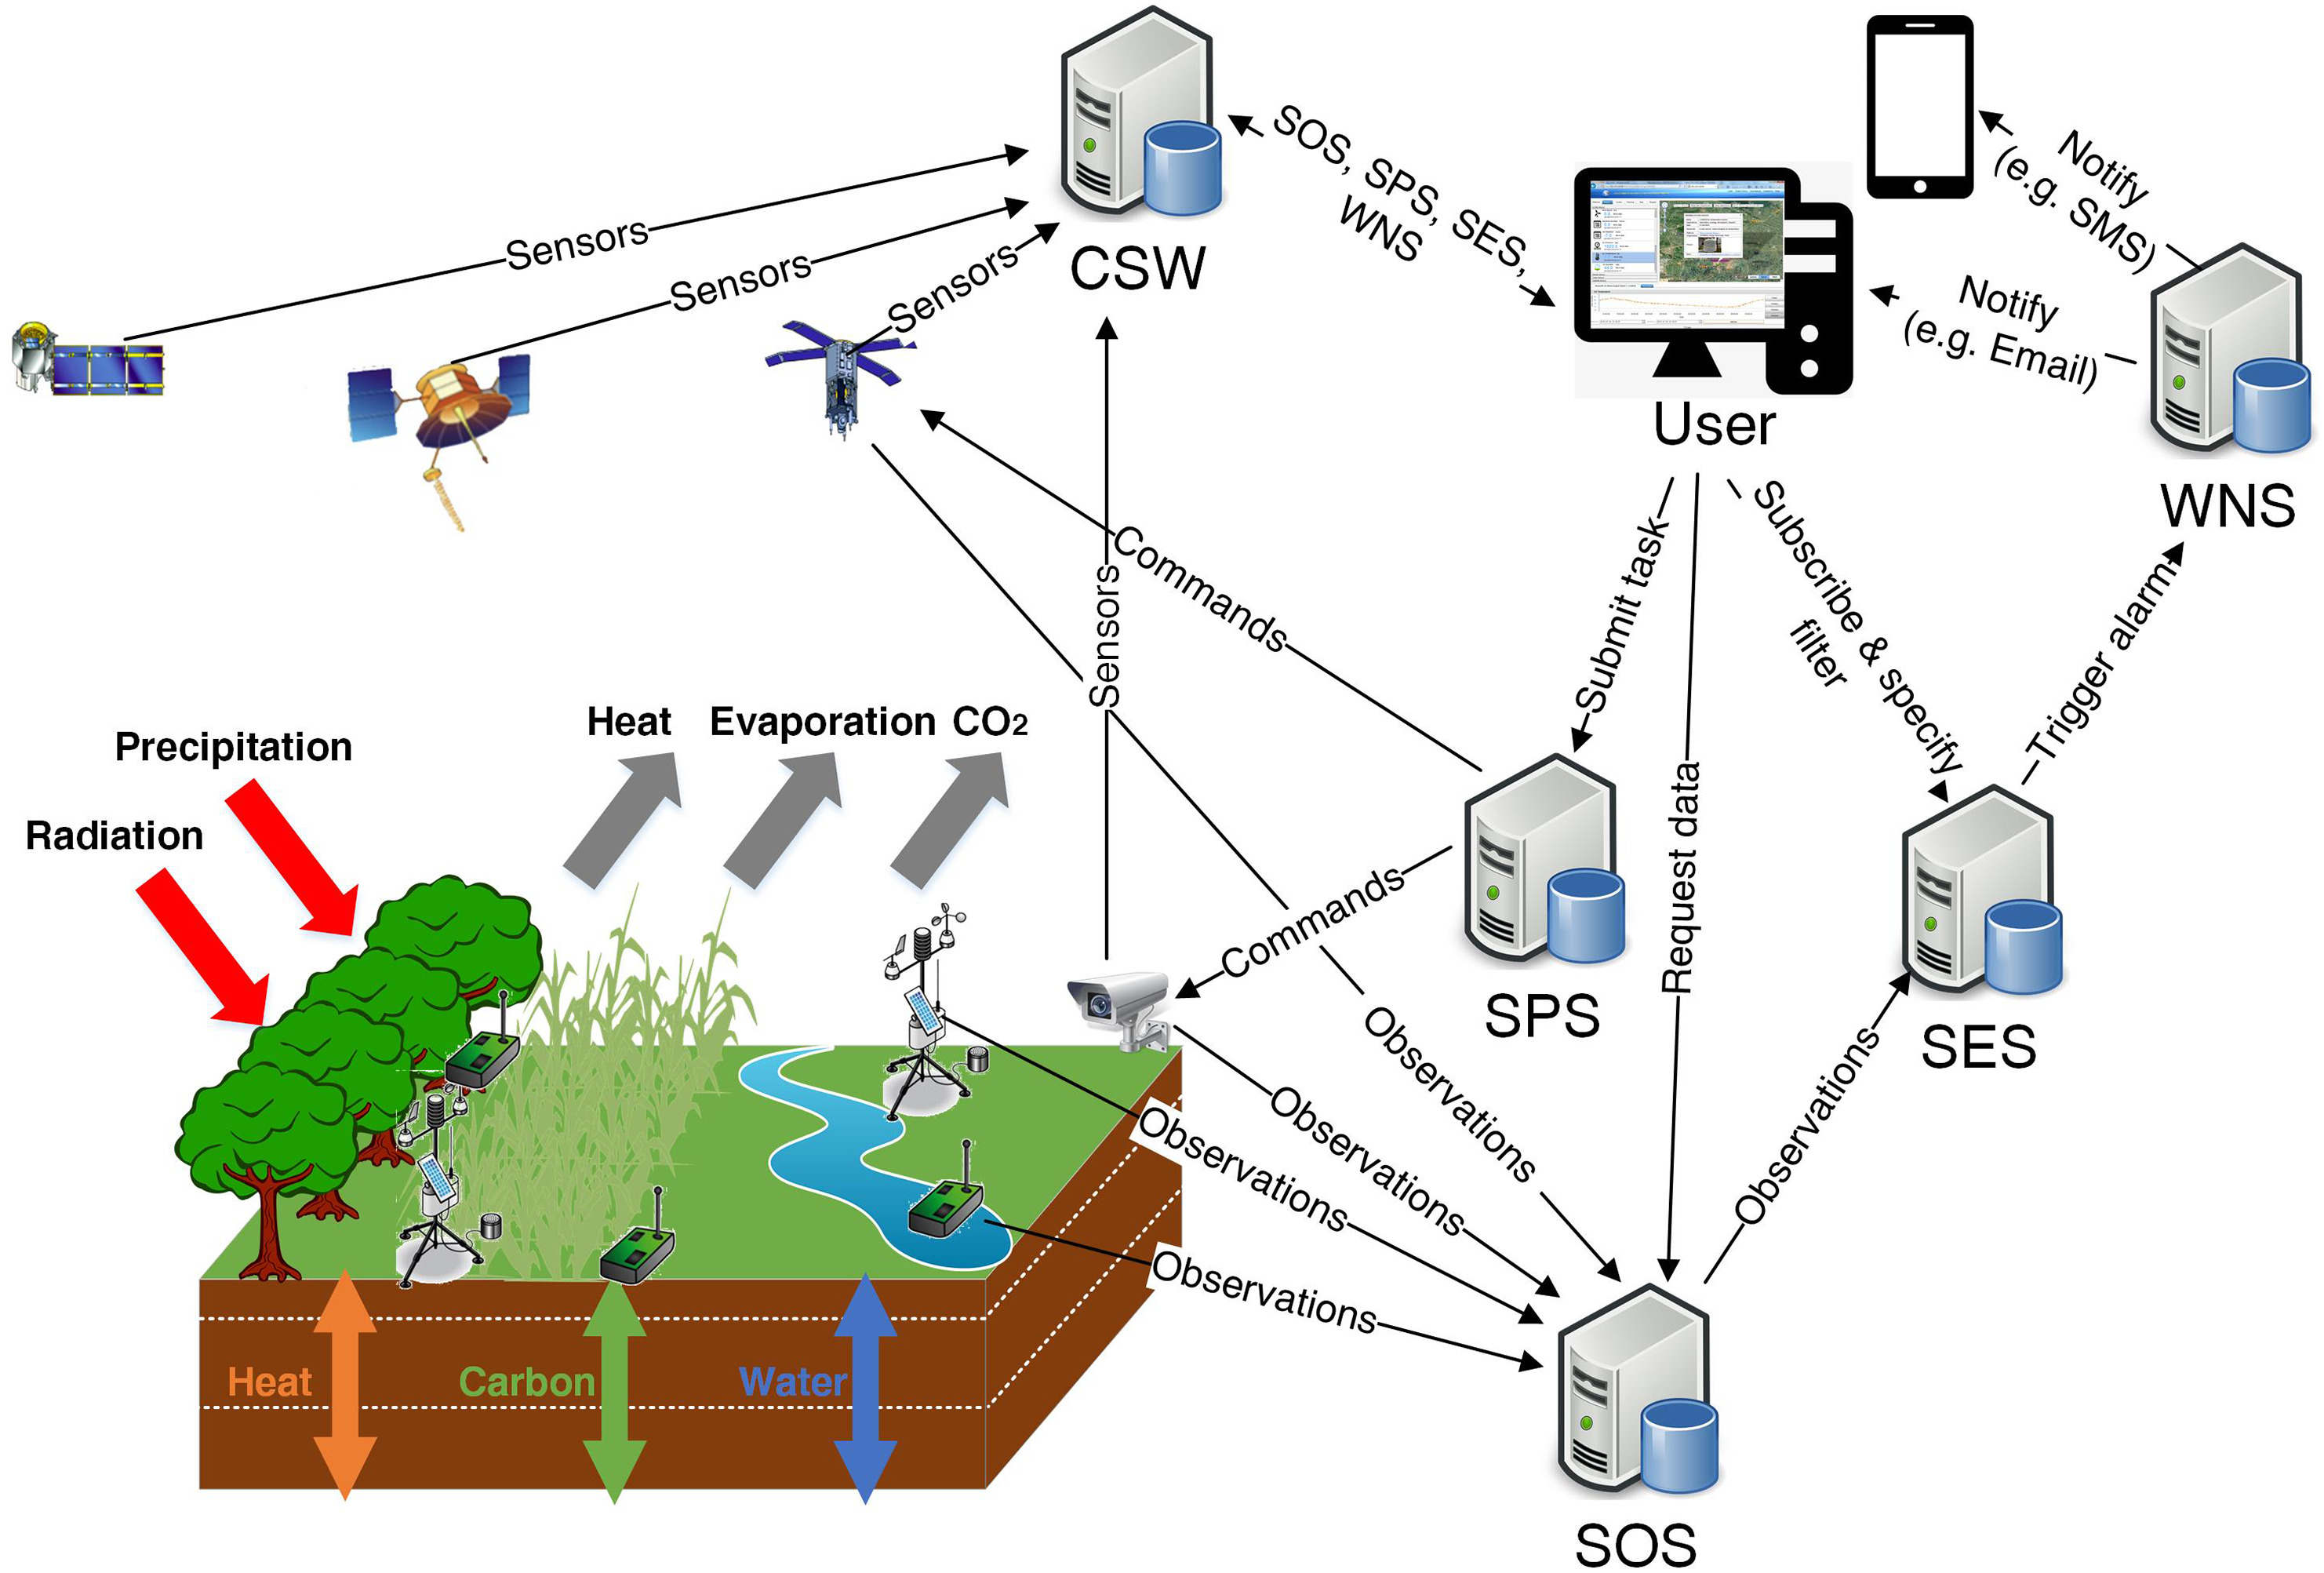 CSW
SOS, SPS, SES,
WNS
Notify
(e.g. SMS)
Notify
(e.g. Email)
Sensors
Sensors
Sensors
User
WNS
Commands
Sensors
Submit task
Subscribe & specify
filter
Trigger alarm
Request data
Heat
Evaporation
CO2
Precipitation
Radiation
Commands
SPS
SES
Observations
Observations
Observations
Observations
Observations
Heat
Carbon
Water
SOS